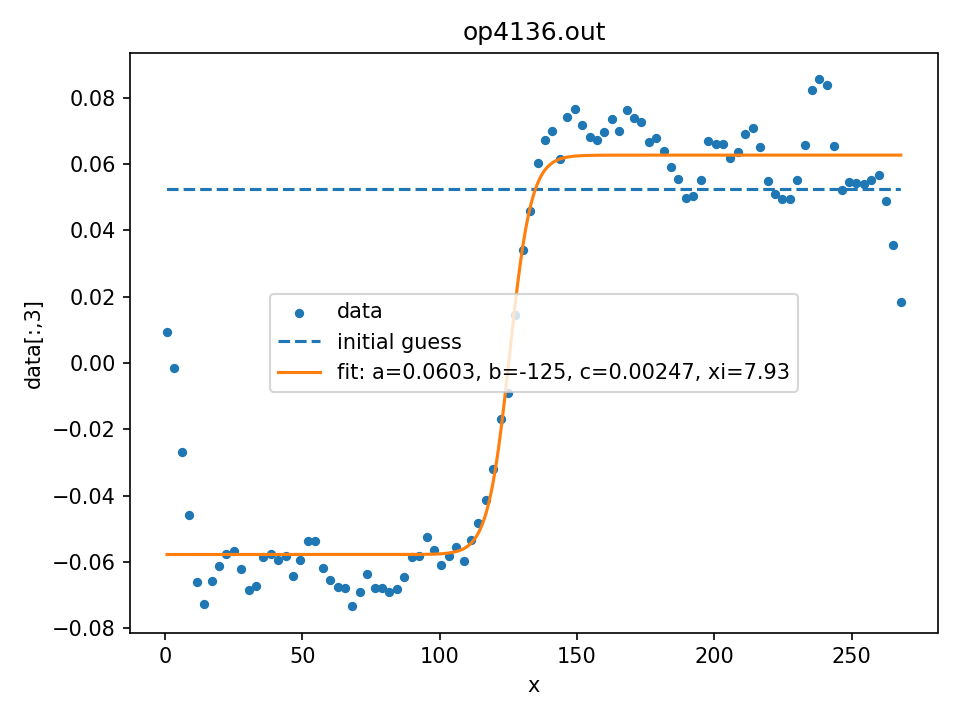 op4136.out
0.08
0.06
0.04
0.02
0.00
−0.02
−0.04
−0.06
−0.08
data[:,3]
data
initial guess
fit: a=0.0603, b=-125, c=0.00247, xi=7.93
0 50 100 150 200 250
x